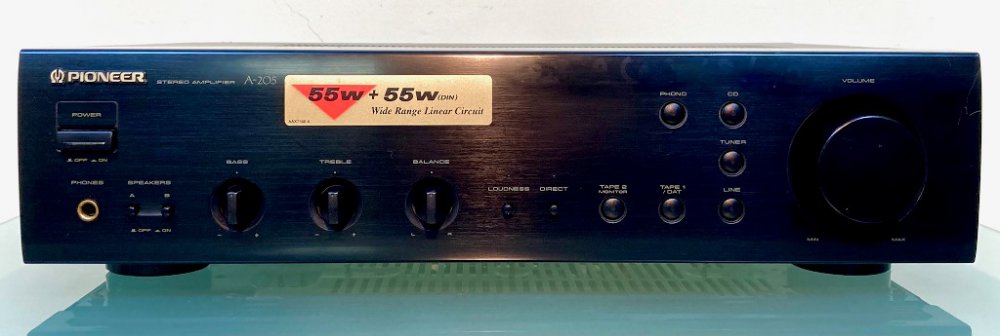 PIONEER
STEREO AMPLIFIER A-205
55w + 55w (DIN)
Wide Range Linear Circuit
POWER
OFF ON
PHONES
SPEAKERS
A B
OFF ON
BASS
- +
TREBLE
- +
BALANCE
L R
LOUDNESS
DIRECT
PHONO
CD
TUNER
TAPE 2
MONITOR
TAPE 1
/ DAT
LINE
VOLUME
MIN MAX